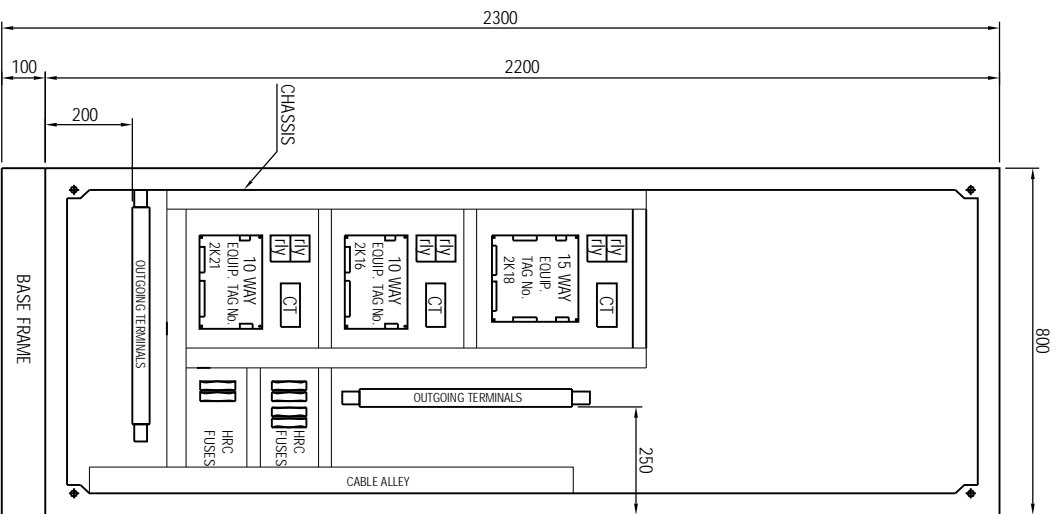 2300
100
2200
200
CHASSIS
800
BASE FRAME
OUTGOING TERMINALS
rly
rly
10 WAY
EQUIP. TAG No.
2K21
CT
rly
rly
10 WAY
EQUIP. TAG No.
2K16
CT
rly
rly
15 WAY
EQUIP.
TAG No.
2K18
CT
OUTGOING TERMINALS
HRC
FUSES
HRC
FUSES
250
CABLE ALLEY